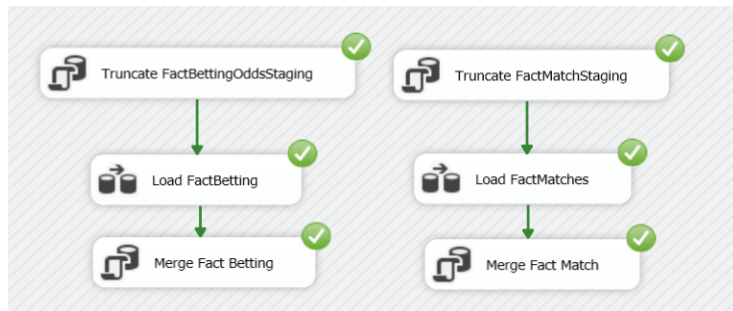 Truncate FactBettingOddsStaging
Load FactBetting
Merge Fact Betting
Truncate FactMatchStaging
Load FactMatches
Merge Fact Match